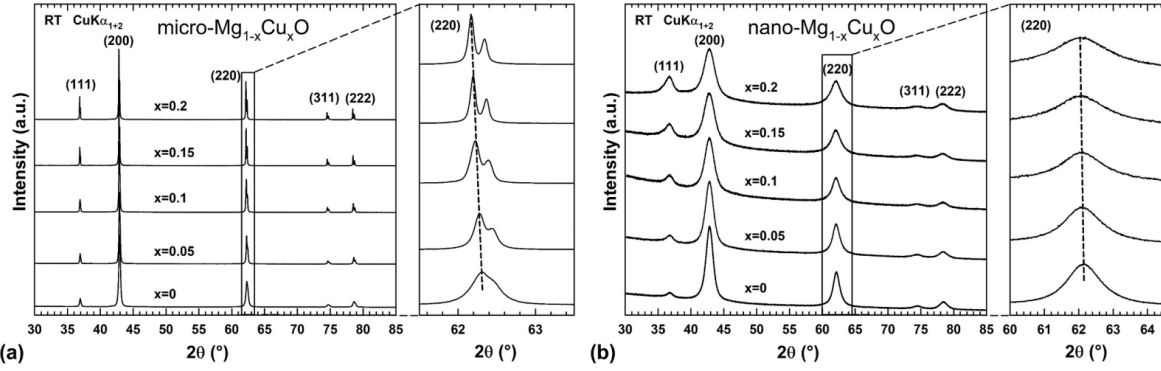 RT CuKα1+2
micro-Mg1-xCuxO
(111)
(200)
(220)
(311)
(222)
x=0.2
x=0.15
x=0.1
x=0.05
x=0
Intensity (a.u.)
30 35 40 45 50 55 60 65 70 75 80 85
2θ (°)
(220)
62 63
2θ (°)
(a)
RT CuKα1+2
nano-Mg1-xCuxO
(111)
(200)
(220)
(311)
(222)
x=0.2
x=0.15
x=0.1
x=0.05
x=0
Intensity (a.u.)
30 35 40 45 50 55 60 65 70 75 80 85
2θ (°)
(220)
60 61 62 63 64
2θ (°)
(b)